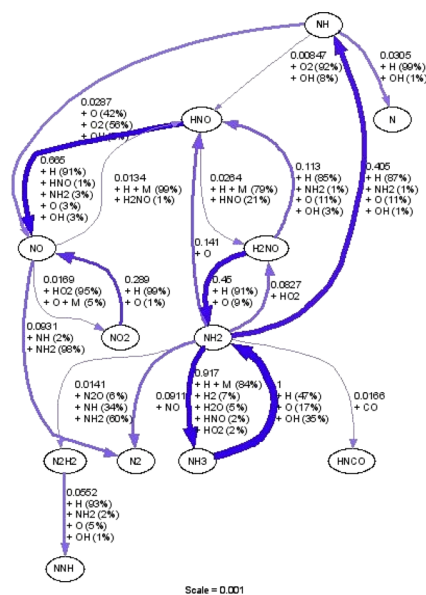 NH
0.00847
+ O2 (92%)
+ OH (8%)
0.0305
+ H (99%)
+ OH (1%)
0.0287
+ O (42%)
+ O2 (56%)
HNO
N
0.665
+ H (91%)
+ HNO (1%)
+ NH2 (3%)
+ O (3%)
+ OH (3%)
0.0134
+ H + M (99%)
+ H2NO (1%)
0.0264
+ H + M (79%)
+ HNO (21%)
0.113
+ H (85%)
+ NH2 (1%)
+ O (11%)
+ OH (3%)
0.405
+ H (87%)
+ NH2 (1%)
+ O (11%)
+ OH (1%)
NO
0.141
+ O
H2NO
0.0169
+ HO2 (95%)
+ O + M (5%)
0.289
+ H (99%)
+ O (1%)
0.45
+ H (91%)
+ O (9%)
0.0827
+ HO2
0.0931
+ NH (2%)
+ NH2 (98%)
NO2
NH2
0.0141
+ N2O (6%)
+ NH (34%)
+ NH2 (60%)
0.0911
+ NO
0.917
+ H + M (84%)
+ H2 (7%)
+ H2O (5%)
+ HNO (2%)
+ HO2 (2%)
1
+ H (47%)
+ O (17%)
+ OH (35%)
0.0166
+ CO
N2H2
N2
NH3
HNCO
0.0552
+ H (93%)
+ NH2 (2%)
+ O (5%)
+ OH (1%)
NNH
Scale = 0.001